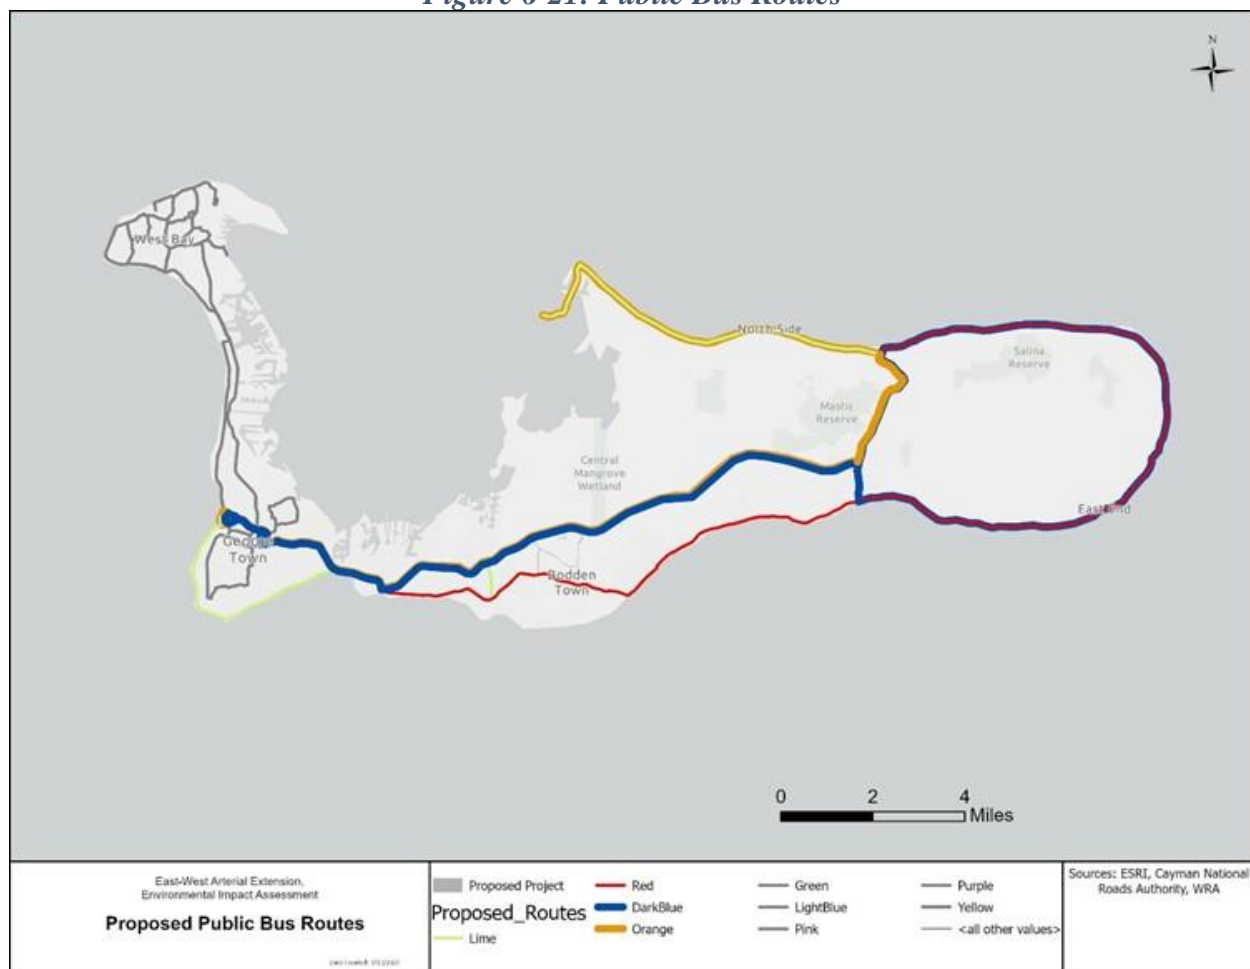 Figure 6-21: Public Bus Routes
N
West Bay
North Side
Salina
Reserve
Mastic
Reserve
Central
Mangrove
Wetland
East End
George
Town
Bodden
Town
0 2 4
Miles
East-West Arterial Extension,
Environmental Impact Assessment
Proposed Public Bus Routes
Proposed Project
Proposed_Routes
Lime
Red
DarkBlue
Orange
Green
LightBlue
Pink
Purple
Yellow
<all other values>
Sources: ESRI, Cayman National
Roads Authority, WRA